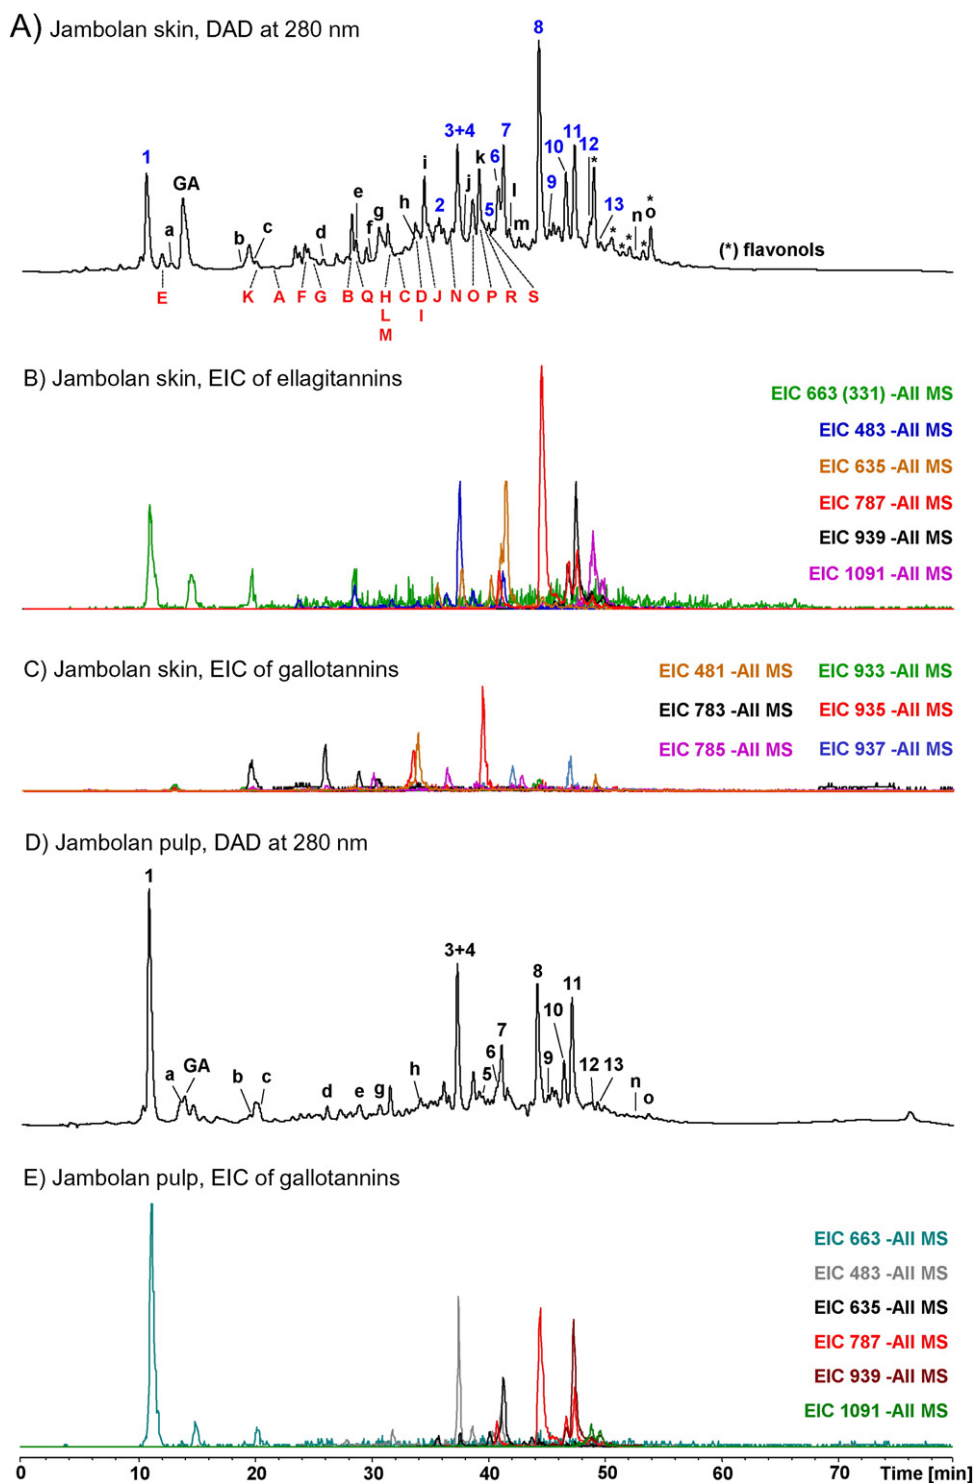 A) Jambolan skin, DAD at 280 nm
8
3+4
11
1
7
10
12
i
k
6
*
GA
j
l
9
13
e
h
2
5
n
*
o
a
b
c
d
f
g
m
*
*
*
*
(*) flavonols
E
K
A
F
G
B
Q
H
C
D
J
N
O
P
R
S
L
I
M
B) Jambolan skin, EIC of ellagitannins
EIC 663 (331) -All MS
EIC 483 -All MS
EIC 635 -All MS
EIC 787 -All MS
EIC 939 -All MS
EIC 1091 -All MS
C) Jambolan skin, EIC of gallotannins
EIC 481 -All MS
EIC 933 -All MS
EIC 783 -All MS
EIC 935 -All MS
EIC 785 -All MS
EIC 937 -All MS
D) Jambolan pulp, DAD at 280 nm
1
3+4
8
11
10
7
6
9
12
13
a
GA
b
c
d
e
g
h
5
n
o
E) Jambolan pulp, EIC of gallotannins
EIC 663 -All MS
EIC 483 -All MS
EIC 635 -All MS
EIC 787 -All MS
EIC 939 -All MS
EIC 1091 -All MS
0 10 20 30 40 50 60 70 Time [min]